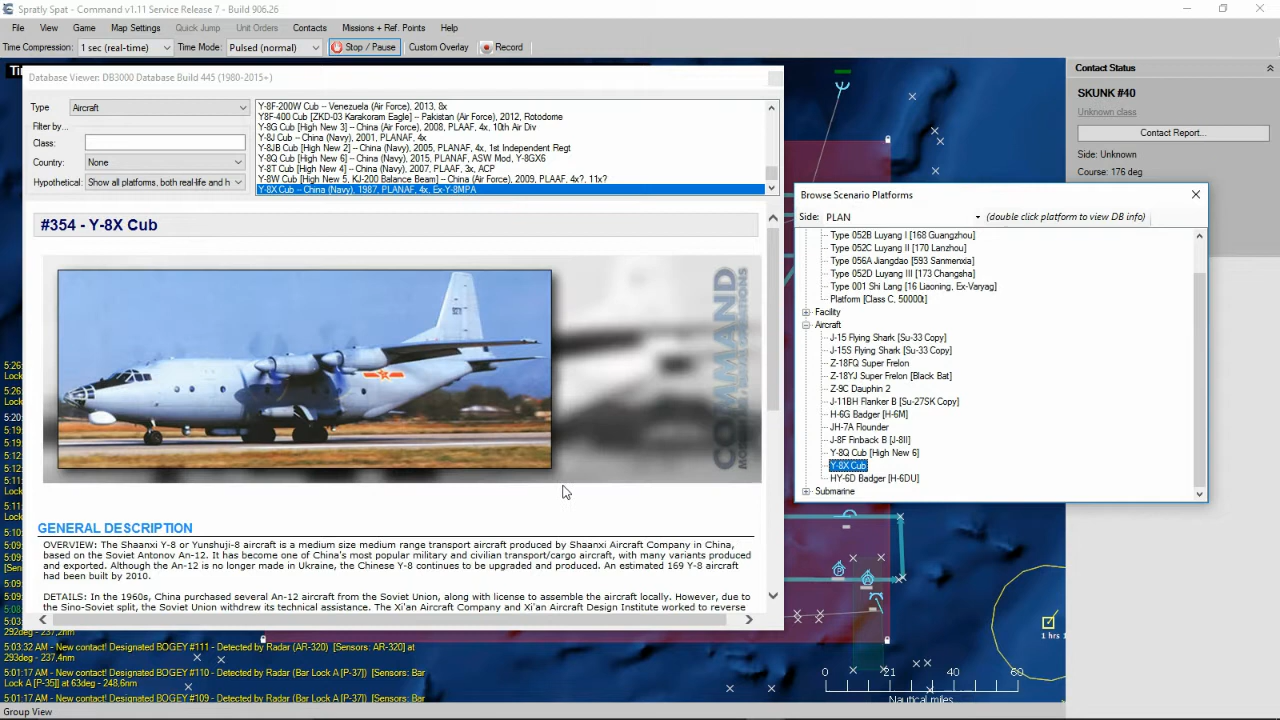 Spratly Spat - Command v1.11 Service Release 7 - Build 906.26
File View Game Map Settings Quick Jump Unit Orders Contacts Missions + Ref. Points Help
Time Compression: 1 sec (real-time) Time Mode: Pulsed (normal) Stop / Pause Custom Overlay Record
Database Viewer: DB3000 Database Build 445 (1980-2015+)
Type Aircraft
Filter by...
Class:
Country: None
Hypothetical: Show all platforms, both real-life and h
Y-8F-200W Cub -- Venezuela (Air Force), 2013, 8x
Y8F-400 Cub [ZKD-03 Karakoram Eagle] -- Pakistan (Air Force), 2012, Rotodome
Y-8G Cub [High New 3] -- China (Air Force), 2008, PLAAF, 4x, 10th Air Div
Y-8J Cub -- China (Navy), 2001, PLANAF, 4x
Y-8JB Cub [High New 2] -- China (Navy), 2005, PLANAF, 4x, 1st Independent Regt
Y-8Q Cub [High New 6] -- China (Navy), 2015, PLANAF, ASW Mod, Y-8GX6
Y-8T Cub [High New 4] -- China (Navy), 2007, PLAAF, 3x, ACP
Y-8W Cub [High New 5, KJ-200 Balance Beam] -- China (Air Force), 2009, PLAAF, 4x?, 11x?
Y-8X Cub -- China (Navy), 1987, PLANAF, 4x, Ex-Y-8MPA
#354 - Y-8X Cub
COMMAND
GENERAL DESCRIPTION
OVERVIEW: The Shaanxi Y-8 or Yunshuji-8 aircraft is a medium size medium range transport aircraft produced by Shaanxi Aircraft Company in China,
based on the Soviet Antonov An-12. It has become one of China's most popular military and civilian transport/cargo aircraft, with many variants produced
and exported. Although the An-12 is no longer made in Ukraine, the Chinese Y-8 continues to be upgraded and produced. An estimated 169 Y-8 aircraft
had been built by 2010.
DETAILS: In the 1960s, China purchased several An-12 aircraft from the Soviet Union, along with license to assemble the aircraft locally. However, due to
the Sino-Soviet split, the Soviet Union withdrew its technical assistance. The Xi'an Aircraft Company and Xi'an Aircraft Design Institute worked to reverse
Browse Scenario Platforms
Side: PLAN (double click platform to view DB info)
Type 052B Luyang I [168 Guangzhou]
Type 052C Luyang II [170 Lanzhou]
Type 056A Jiangdao [593 Sanmenxia]
Type 052D Luyang III [173 Changsha]
Type 001 Shi Lang [16 Liaoning, Ex-Varyag]
Platform [Class C, 50000t]
Facility
Aircraft
J-15 Flying Shark [Su-33 Copy]
J-15S Flying Shark [Su-33 Copy]
Z-18FQ Super Frelon
Z-18YJ Super Frelon [Black Bat]
Z-9C Dauphin 2
J-11BH Flanker B [Su-27SK Copy]
H-6G Badger [H-6M]
JH-7A Flounder
J-8F Finback B [J-8II]
Y-8Q Cub [High New 6]
Y-8X Cub
HY-6D Badger [H-6DU]
Submarine
Contact Status
SKUNK #40
Unknown class
Contact Report...
Side: Unknown
Course: 176 deg
292deg - 237,2nm
5:03:32 AM - New contact! Designated BOGEY #111 - Detected by Radar (AR-320) [Sensors: AR-320] at
293deg - 237,4nm
5:01:17 AM - New contact! Designated BOGEY #110 - Detected by Radar (Bar Lock A [P-37]) [Sensors: Bar
Lock A [P-35]] at 63deg - 248,6nm
5:01:17 AM - New contact! Designated BOGEY #109 - Detected by Radar (Bar Lock A [P-37]) [Sensors: Bar
1 hrs
0 21 40 60
Nautical miles
Group View